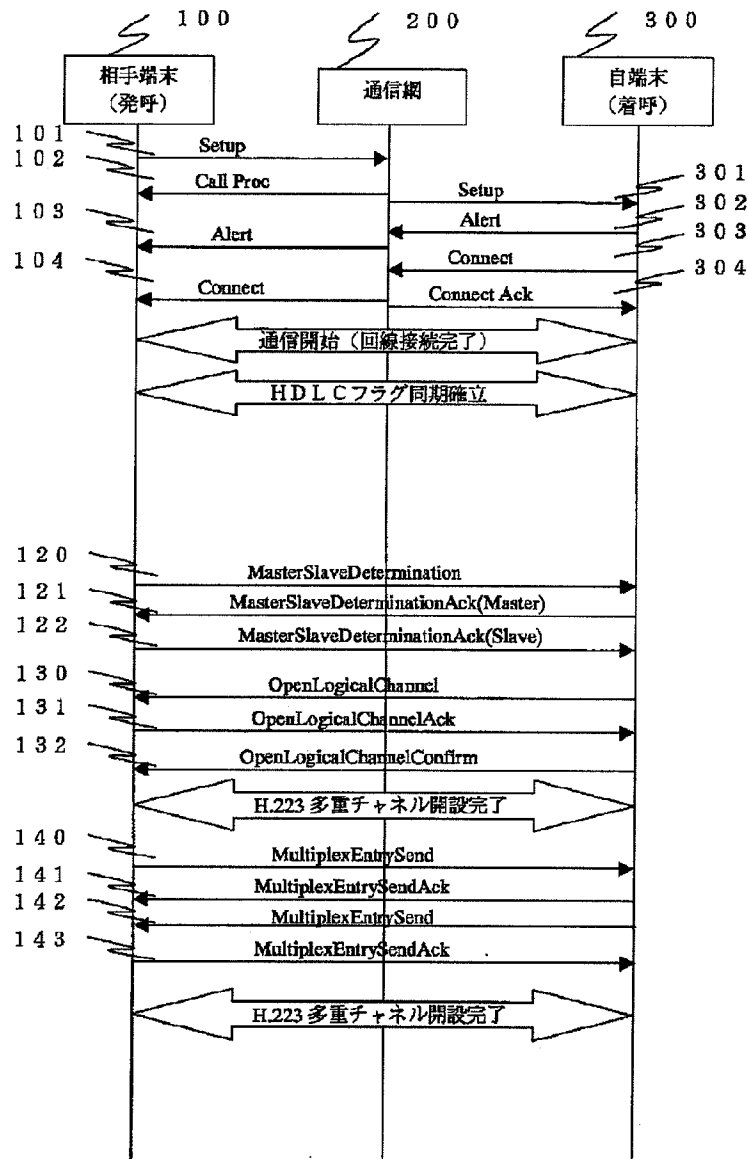 100
200
300
相手端末
(発呼)
通信網
自端末
(着呼)
101
Setup
102
Call Proc
301
Setup
302
103
Alert
Alert
303
104
Connect
304
Connect
Connect Ack
通信開始(回線接続完了)
HDLCフラグ同期確立
120
MasterSlaveDetermination
121
MasterSlaveDeterminationAck(Master)
122
MasterSlaveDeterminationAck(Slave)
130
OpenLogicalChannel
131
OpenLogicalChannelAck
132
OpenLogicalChannelConfirm
H.223 多重チャネル開設完了
140
MultiplexEntrySend
141
MultiplexEntrySendAck
142
MultiplexEntrySend
143
MultiplexEntrySendAck
H.223 多重チャネル開設完了